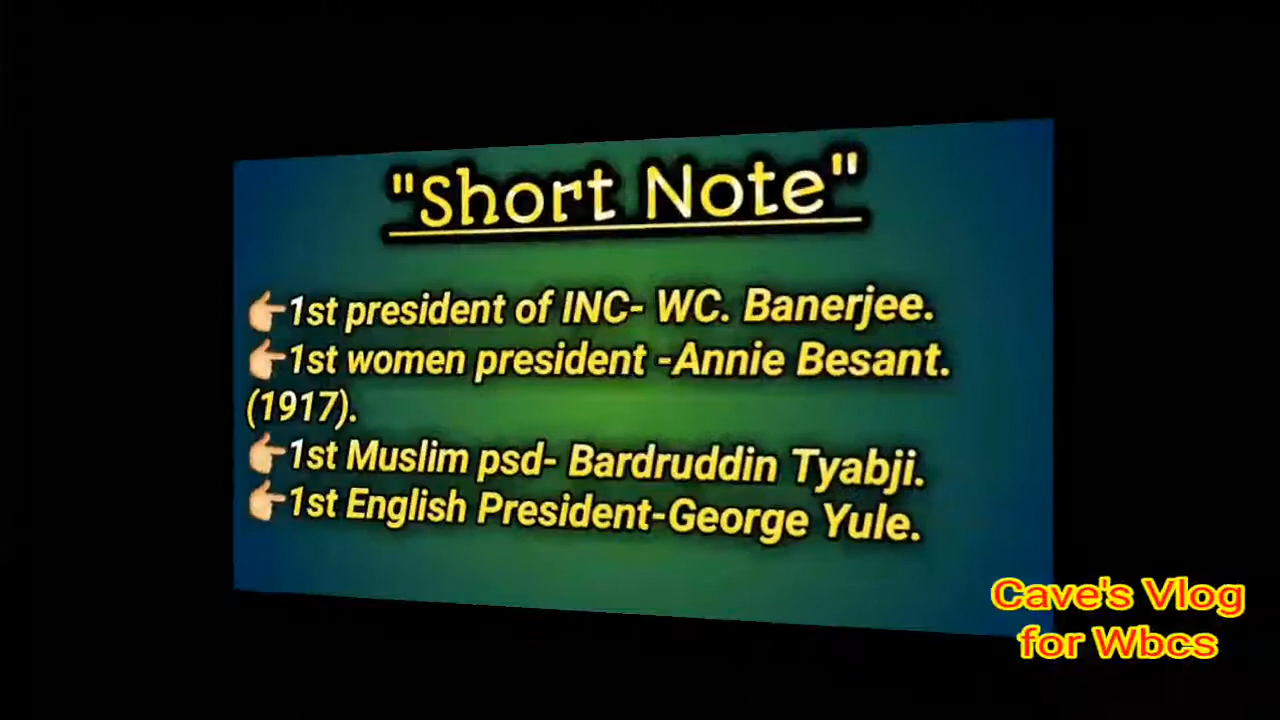 "Short Note"
👉1st president of INC- WC. Banerjee.
👉1st women president -Annie Besant.
(1917).
👉1st Muslim psd- Bardruddin Tyabji.
👉1st English President-George Yule.
Cave's Vlog
for Wbcs